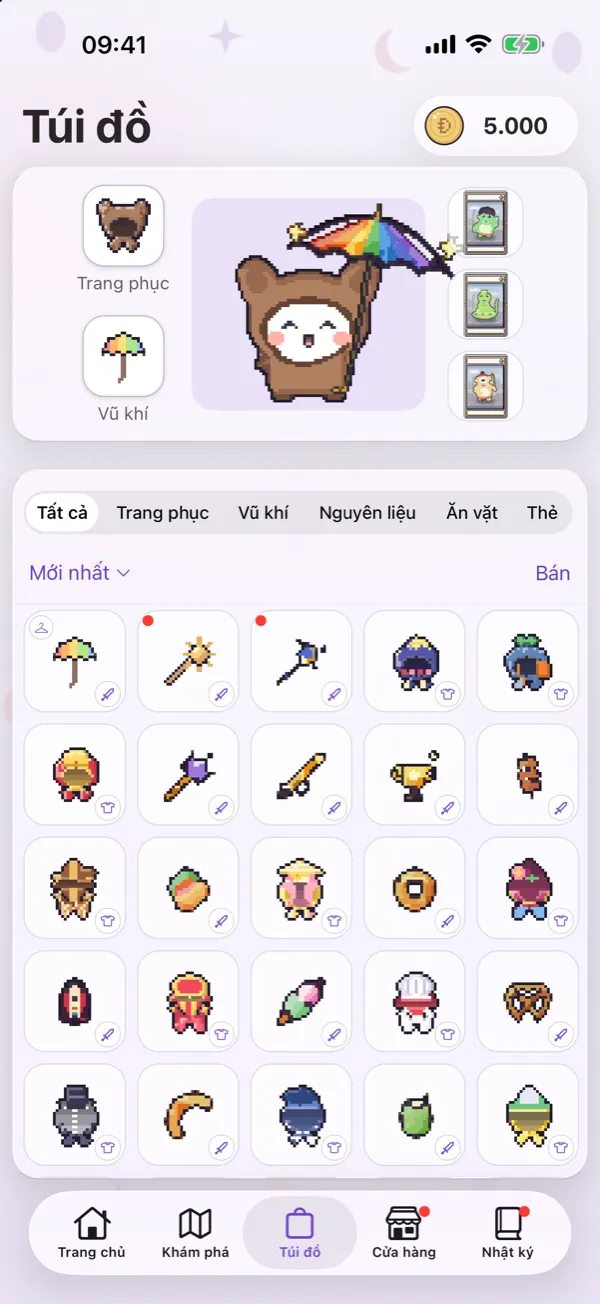 09:41
Túi đồ
5.000
Trang phục
Vũ khí
Tất cả Trang phục Vũ khí Nguyên liệu Ăn vặt Thẻ
Mới nhất
Bán
Trang chủ Khám phá Túi đồ Cửa hàng Nhật ký